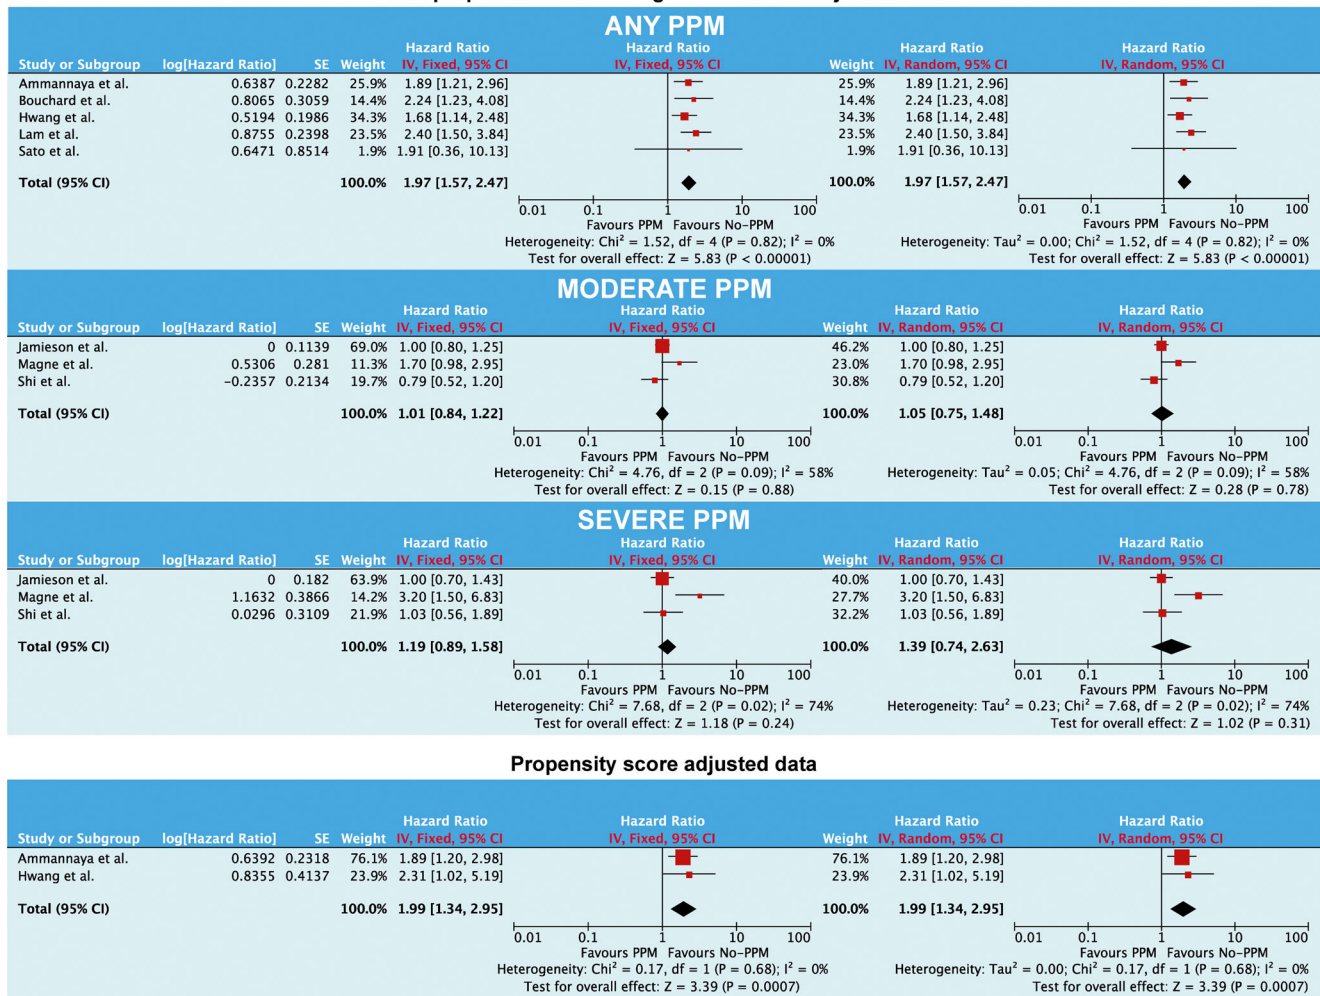 ANY PPM
Hazard Ratio Hazard Ratio Hazard Ratio Hazard Ratio
Study or Subgroup log[Hazard Ratio] SE Weight IV, Fixed, 95% CI IV, Fixed, 95% CI Weight IV, Random, 95% CI IV, Random, 95% CI
Ammannaya et al. 0.6387 0.2282 25.9% 1.89 [1.21, 2.96] 25.9% 1.89 [1.21, 2.96]
Bouchard et al. 0.8065 0.3059 14.4% 2.24 [1.23, 4.08] 14.4% 2.24 [1.23, 4.08]
Hwang et al. 0.5194 0.1986 34.3% 1.68 [1.14, 2.48] 34.3% 1.68 [1.14, 2.48]
Lam et al. 0.8755 0.2398 23.5% 2.40 [1.50, 3.84] 23.5% 2.40 [1.50, 3.84]
Sato et al. 0.6471 0.8514 1.9% 1.91 [0.36, 10.13] 1.9% 1.91 [0.36, 10.13]
Total (95% CI) 100.0% 1.97 [1.57, 2.47] 100.0% 1.97 [1.57, 2.47]
0.01 0.1 1 10 100 0.01 0.1 1 10 100
Favours PPM Favours No-PPM Favours PPM Favours No-PPM
Heterogeneity: Chi² = 1.52, df = 4 (P = 0.82); I² = 0% Heterogeneity: Tau² = 0.00; Chi² = 1.52, df = 4 (P = 0.82); I² = 0%
Test for overall effect: Z = 5.83 (P < 0.00001) Test for overall effect: Z = 5.83 (P < 0.00001)
MODERATE PPM
Hazard Ratio Hazard Ratio Hazard Ratio Hazard Ratio
Study or Subgroup log[Hazard Ratio] SE Weight IV, Fixed, 95% CI IV, Fixed, 95% CI Weight IV, Random, 95% CI IV, Random, 95% CI
Jamieson et al. 0 0.1139 69.0% 1.00 [0.80, 1.25] 46.2% 1.00 [0.80, 1.25]
Magne et al. 0.5306 0.281 11.3% 1.70 [0.98, 2.95] 23.0% 1.70 [0.98, 2.95]
Shi et al. −0.2357 0.2134 19.7% 0.79 [0.52, 1.20] 30.8% 0.79 [0.52, 1.20]
Total (95% CI) 100.0% 1.01 [0.84, 1.22] 100.0% 1.05 [0.75, 1.48]
0.01 0.1 1 10 100 0.01 0.1 1 10 100
Favours PPM Favours No-PPM Favours PPM Favours No-PPM
Heterogeneity: Chi² = 4.76, df = 2 (P = 0.09); I² = 58% Heterogeneity: Tau² = 0.05; Chi² = 4.76, df = 2 (P = 0.09); I² = 58%
Test for overall effect: Z = 0.15 (P = 0.88) Test for overall effect: Z = 0.28 (P = 0.78)
SEVERE PPM
Hazard Ratio Hazard Ratio Hazard Ratio Hazard Ratio
Study or Subgroup log[Hazard Ratio] SE Weight IV, Fixed, 95% CI IV, Fixed, 95% CI Weight IV, Random, 95% CI IV, Random, 95% CI
Jamieson et al. 0 0.182 63.9% 1.00 [0.70, 1.43] 40.0% 1.00 [0.70, 1.43]
Magne et al. 1.1632 0.3866 14.2% 3.20 [1.50, 6.83] 27.7% 3.20 [1.50, 6.83]
Shi et al. 0.0296 0.3109 21.9% 1.03 [0.56, 1.89] 32.2% 1.03 [0.56, 1.89]
Total (95% CI) 100.0% 1.19 [0.89, 1.58] 100.0% 1.39 [0.74, 2.63]
0.01 0.1 1 10 100 0.01 0.1 1 10 100
Favours PPM Favours No-PPM Favours PPM Favours No-PPM
Heterogeneity: Chi² = 7.68, df = 2 (P = 0.02); I² = 74% Heterogeneity: Tau² = 0.23; Chi² = 7.68, df = 2 (P = 0.02); I² = 74%
Test for overall effect: Z = 1.18 (P = 0.24) Test for overall effect: Z = 1.02 (P = 0.31)
Propensity score adjusted data
Hazard Ratio Hazard Ratio Hazard Ratio Hazard Ratio
Study or Subgroup log[Hazard Ratio] SE Weight IV, Fixed, 95% CI IV, Fixed, 95% CI Weight IV, Random, 95% CI IV, Random, 95% CI
Ammannaya et al. 0.6392 0.2318 76.1% 1.89 [1.20, 2.98] 76.1% 1.89 [1.20, 2.98]
Hwang et al. 0.8355 0.4137 23.9% 2.31 [1.02, 5.19] 23.9% 2.31 [1.02, 5.19]
Total (95% CI) 100.0% 1.99 [1.34, 2.95] 100.0% 1.99 [1.34, 2.95]
0.01 0.1 1 10 100 0.01 0.1 1 10 100
Favours PPM Favours No-PPM Favours PPM Favours No-PPM
Heterogeneity: Chi² = 0.17, df = 1 (P = 0.68); I² = 0% Heterogeneity: Tau² = 0.00; Chi² = 0.17, df = 1 (P = 0.68); I² = 0%
Test for overall effect: Z = 3.39 (P = 0.0007) Test for overall effect: Z = 3.39 (P = 0.0007)